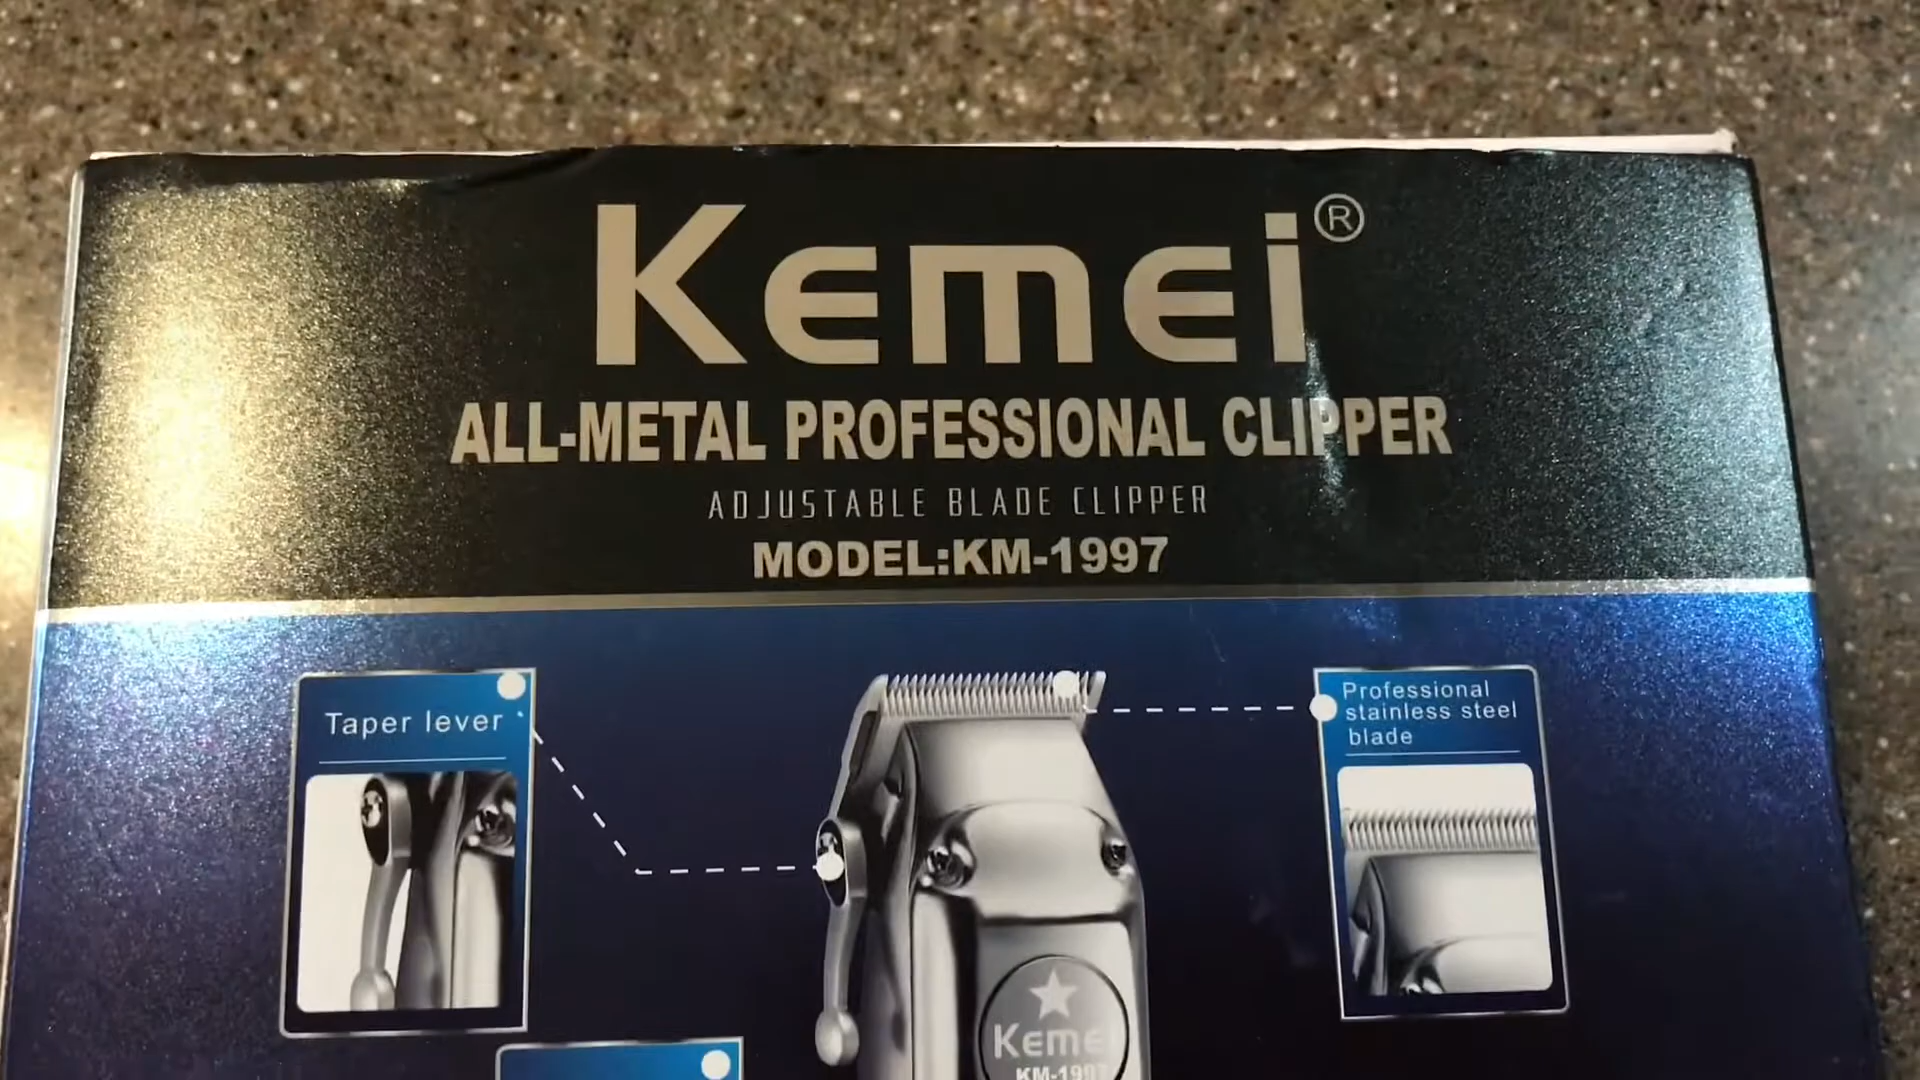 Kemei®
ALL-METAL PROFESSIONAL CLIPPER
ADJUSTABLE BLADE CLIPPER
MODEL:KM-1997
Taper lever
Professional
stainless steel
blade
Kemei
KM-1997